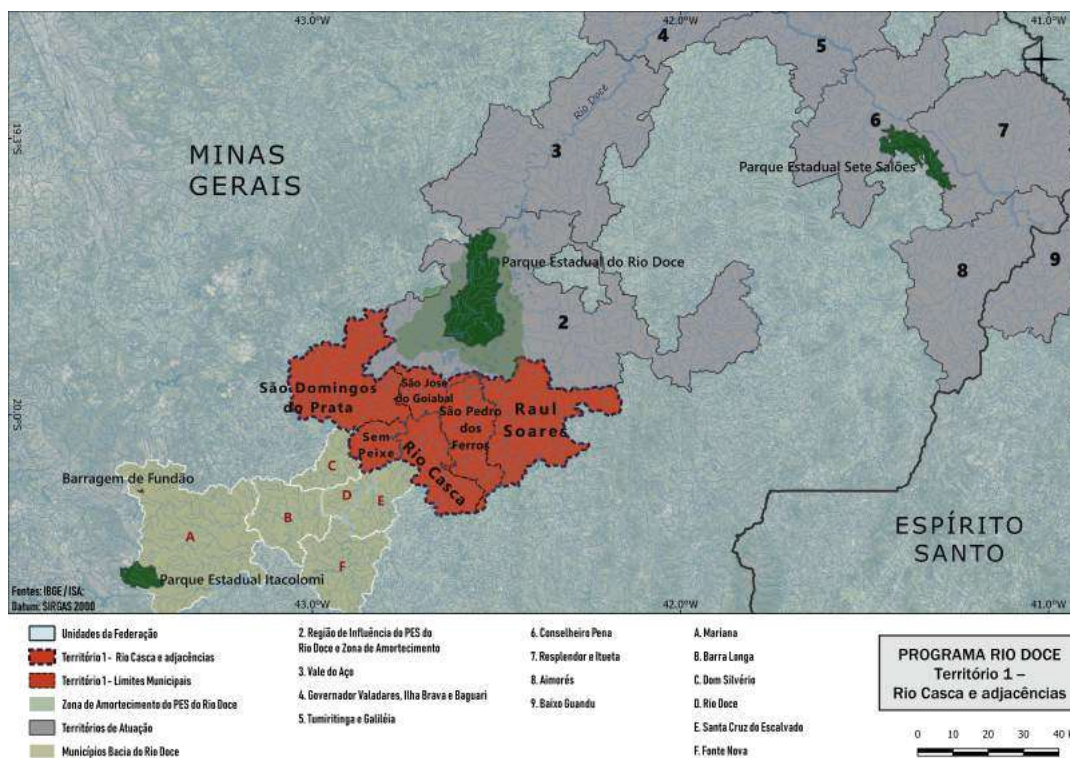 43.0°W
42.0°W
41.0°W
4
5
Rio Doce
6
7
3
19.3°S
MINAS
GERAIS
Parque Estadual Sete Salões
Parque Estadual do Rio Doce
8
9
2
São Domingos
do Prata
São José
do Goiabal
São Pedro
dos
Ferros
Raul
Soares
20.0°S
Sem
Peixe
Rio Casca
Barragem de Fundão
C
D
E
B
A
F
ESPÍRITO
SANTO
Parque Estadual Itacolomi
Fontes: IBGE / ISA;
Datum: SIRGAS 2000
43.0°W
42.0°W
41.0°W
Unidades da Federação
Território 1 - Rio Casca e adjacências
Território 1 - Limites Municipais
Zona de Amortecimento do PES do Rio Doce
Territórios de Atuação
Municípios Bacia do Rio Doce
2. Região de Influência do PES do
Rio Doce e Zona de Amortecimento
3. Vale do Aço
4. Governador Valadares, Ilha Brava e Baguari
5. Tumiritinga e Galiléia
6. Conselheiro Pena
7. Resplendor e Itueta
8. Aimorés
9. Baixo Guandu
A. Mariana
B. Barra Longa
C. Dom Silvério
D. Rio Doce
E. Santa Cruz do Escalvado
F. Fonte Nova
PROGRAMA RIO DOCE
Território 1 –
Rio Casca e adjacências
0 10 20 30 40